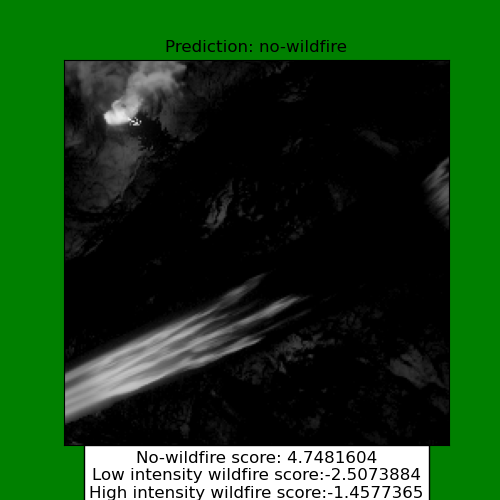 Prediction: no-wildfire
No-wildfire score: 4.7481604
Low intensity wildfire score:-2.5073884
High intensity wildfire score:-1.4577365